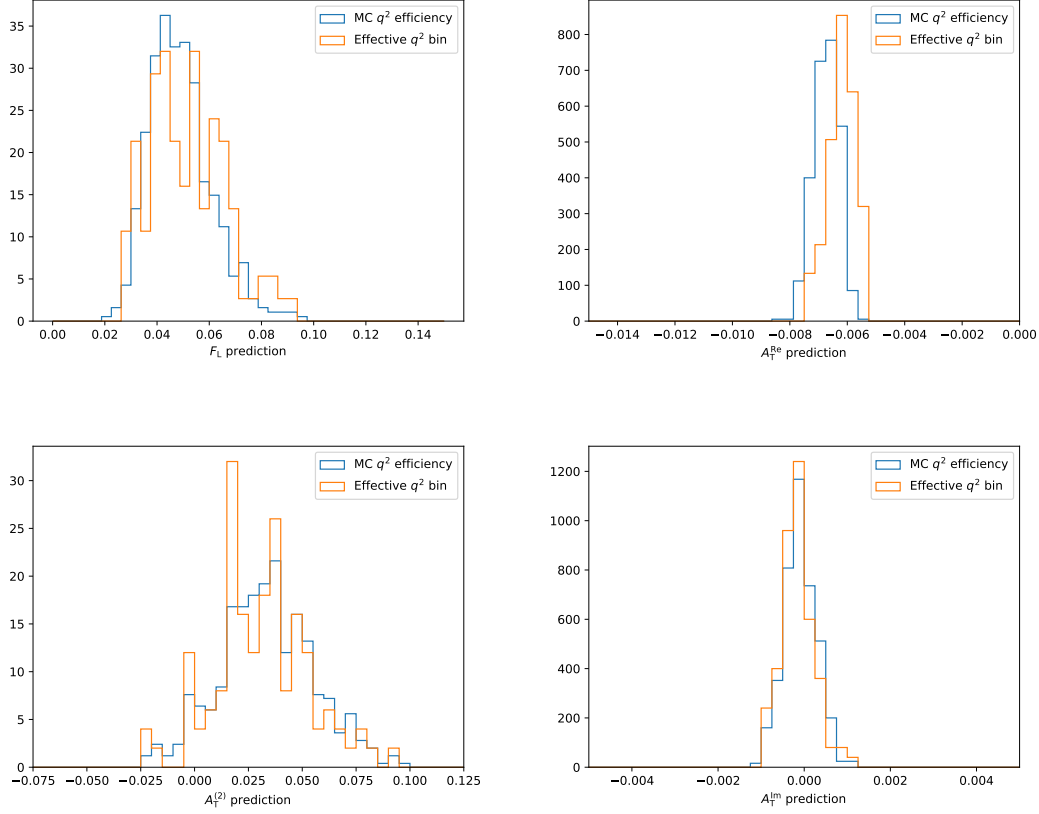 35
30
25
20
15
10
5
0
0.00 0.02 0.04 0.06 0.08 0.10 0.12 0.14
F_L prediction
MC q² efficiency
Effective q² bin
800
700
600
500
400
300
200
100
0
−0.014 −0.012 −0.010 −0.008 −0.006 −0.004 −0.002 0.000
A_T^Re prediction
MC q² efficiency
Effective q² bin
30
25
20
15
10
5
0
−0.075 −0.050 −0.025 0.000 0.025 0.050 0.075 0.100 0.125
A_T^(2) prediction
MC q² efficiency
Effective q² bin
1200
1000
800
600
400
200
0
−0.004 −0.002 0.000 0.002 0.004
A_T^Im prediction
MC q² efficiency
Effective q² bin